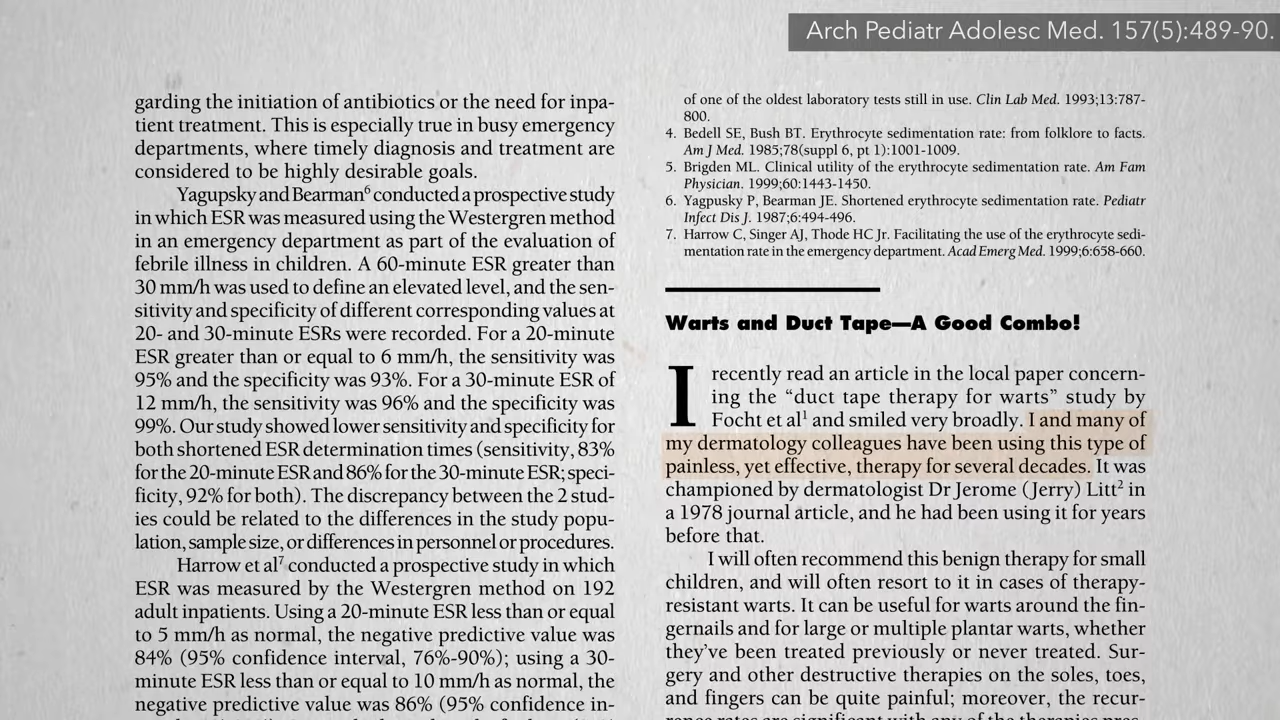 Arch Pediatr Adolesc Med. 157(5):489-90.
garding the initiation of antibiotics or the need for inpa-
tient treatment. This is especially true in busy emergency
departments, where timely diagnosis and treatment are
considered to be highly desirable goals.
Yagupsky and Bearman6 conducted a prospective study
in which ESR was measured using the Westergren method
in an emergency department as part of the evaluation of
febrile illness in children. A 60-minute ESR greater than
30 mm/h was used to define an elevated level, and the sen-
sitivity and specificity of different corresponding values at
20- and 30-minute ESRs were recorded. For a 20-minute
ESR greater than or equal to 6 mm/h, the sensitivity was
95% and the specificity was 93%. For a 30-minute ESR of
12 mm/h, the sensitivity was 96% and the specificity was
99%. Our study showed lower sensitivity and specificity for
both shortened ESR determination times (sensitivity, 83%
for the 20-minute ESR and 86% for the 30-minute ESR; speci-
ficity, 92% for both). The discrepancy between the 2 stud-
ies could be related to the differences in the study popu-
lation, sample size, or differences in personnel or procedures.
Harrow et al7 conducted a prospective study in which
ESR was measured by the Westergren method on 192
adult inpatients. Using a 20-minute ESR less than or equal
to 5 mm/h as normal, the negative predictive value was
84% (95% confidence interval, 76%-90%); using a 30-
minute ESR less than or equal to 10 mm/h as normal, the
negative predictive value was 86% (95% confidence in-
of one of the oldest laboratory tests still in use. Clin Lab Med. 1993;13:787-
800.
4. Bedell SE, Bush BT. Erythrocyte sedimentation rate: from folklore to facts.
Am J Med. 1985;78(suppl 6, pt 1):1001-1009.
5. Brigden ML. Clinical utility of the erythrocyte sedimentation rate. Am Fam
Physician. 1999;60:1443-1450.
6. Yagpusky P, Bearman JE. Shortened erythrocyte sedimentation rate. Pediatr
Infect Dis J. 1987;6:494-496.
7. Harrow C, Singer AJ, Thode HC Jr. Facilitating the use of the erythrocyte sedi-
mentation rate in the emergency department. Acad Emerg Med. 1999;6:658-660.
Warts and Duct Tape—A Good Combo!
I recently read an article in the local paper concern-
ing the “duct tape therapy for warts” study by
Focht et al1 and smiled very broadly. I and many of
my dermatology colleagues have been using this type of
painless, yet effective, therapy for several decades. It was
championed by dermatologist Dr Jerome (Jerry) Litt2 in
a 1978 journal article, and he had been using it for years
before that.
I will often recommend this benign therapy for small
children, and will often resort to it in cases of therapy-
resistant warts. It can be useful for warts around the fin-
gernails and for large or multiple plantar warts, whether
they’ve been treated previously or never treated. Sur-
gery and other destructive therapies on the soles, toes,
and fingers can be quite painful; moreover, the recur-